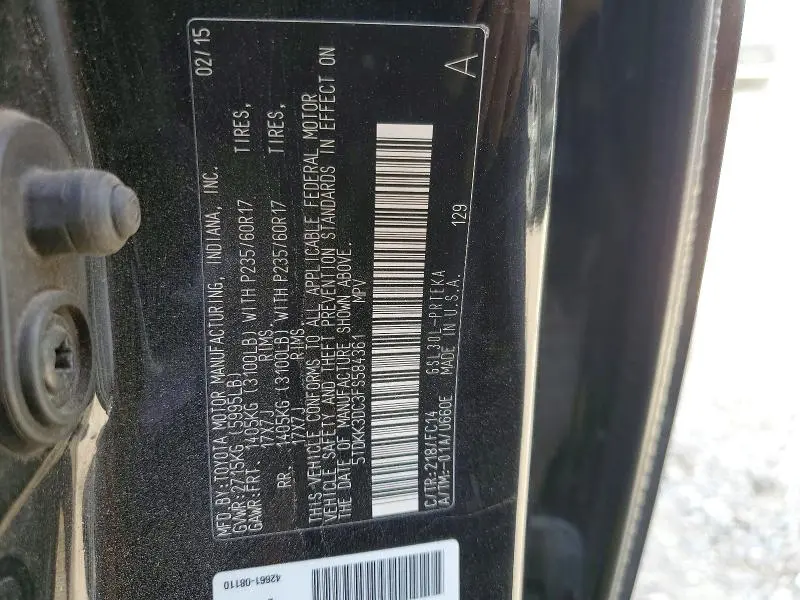 MFD.BY:TOYOTA MOTOR MANUFACTURING, INDIANA, INC. 02/15
GVWR:2715KG (5995LB)
GAWR:FRT. 1405KG (3100LB) WITH P235/60R17 TIRES,
17X7J RIMS
RR. 1405KG (3100LB) WITH P235/60R17 TIRES,
17X7J RIMS
THIS VEHICLE CONFORMS TO ALL APPLICABLE FEDERAL MOTOR
VEHICLE SAFETY AND THEFT PREVENTION STANDARDS IN EFFECT ON
THE DATE OF MANUFACTURE SHOWN ABOVE.
5TDKK3DC3FS584361 MPV
C/TR:218/FC14 GSL30L-PRTEKA
A/TM:-01A/U660E MADE IN U.S.A. 129 A
42661-08110